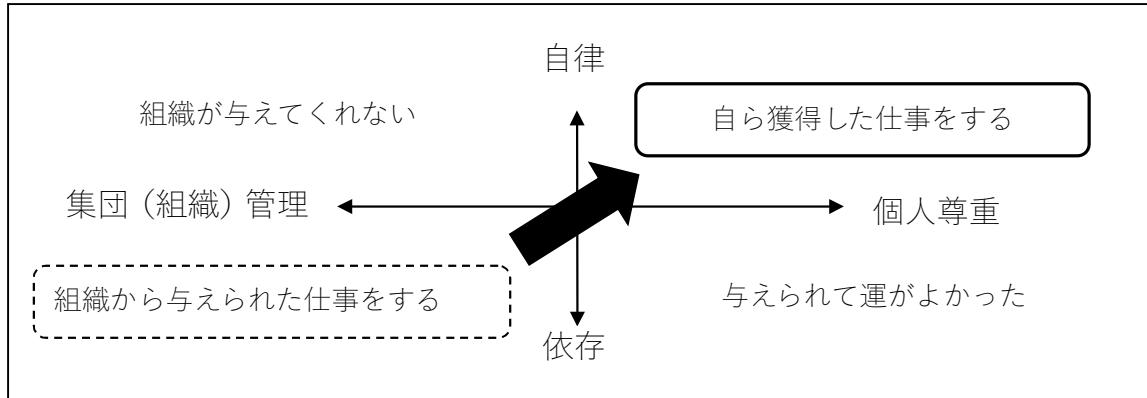 自律
組織が与えてくれない
自ら獲得した仕事をする
集団（組織）管理
個人尊重
組織から与えられた仕事をする
与えられて運がよかった
依存